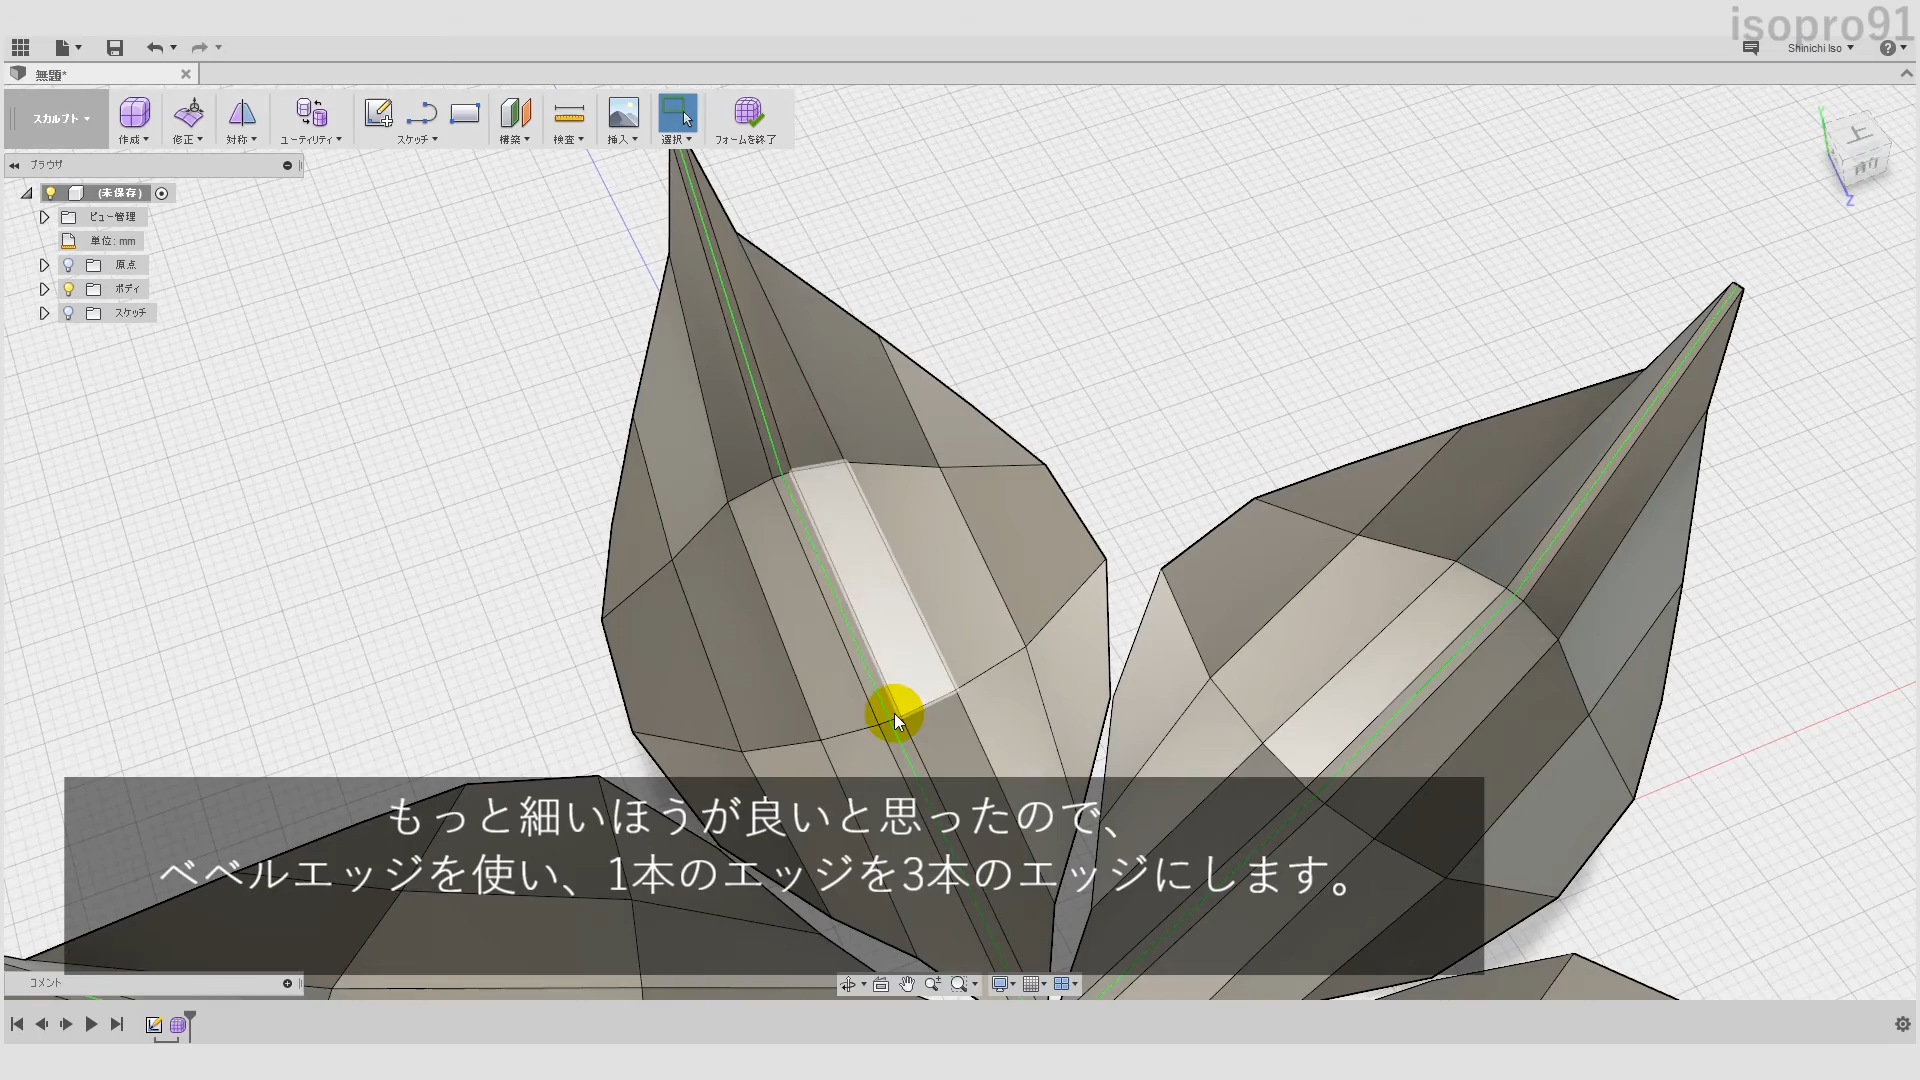 isopro91
Shinichi Iso
無題*
スカルプト
作成
修正
対称
ユーティリティ
スケッチ
構築
検査
挿入
選択
フォームを終了
ブラウザ
(未保存)
ビュー管理
単位: mm
原点
ボディ
スケッチ
上
前
Y
Z
もっと細いほうが良いと思ったので、
ベベルエッジを使い、1本のエッジを3本のエッジにします。
コメント